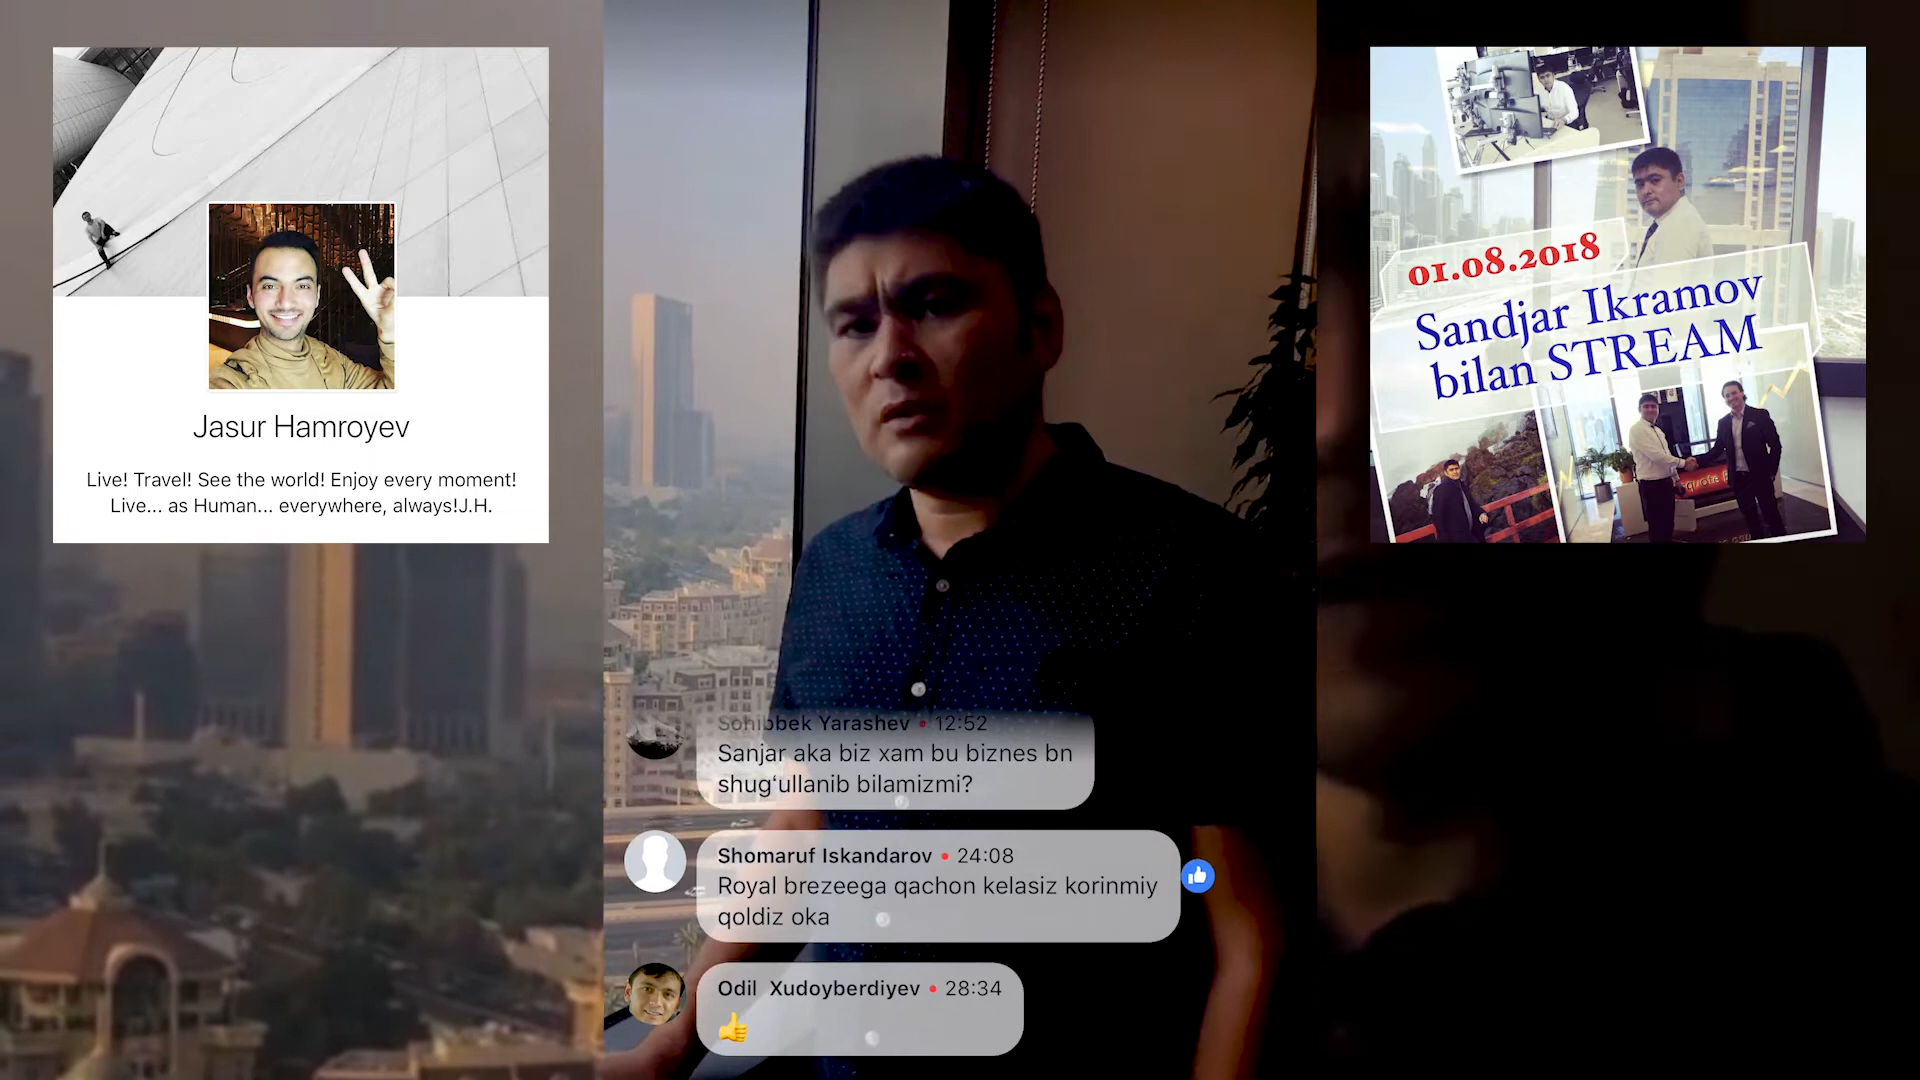 Jasur Hamroyev
Live! Travel! See the world! Enjoy every moment!
Live... as Human... everywhere, always!J.H.
Sohibbek Yarashev • 12:52
Sanjar aka biz xam bu biznes bn
shug‘ullanib bilamizmi?
Shomaruf Iskandarov • 24:08
Royal brezeega qachon kelasiz korinmiy
qoldiz oka
Odil Xudoyberdiyev • 28:34
01.08.2018
Sandjar Ikramov
bilan STREAM